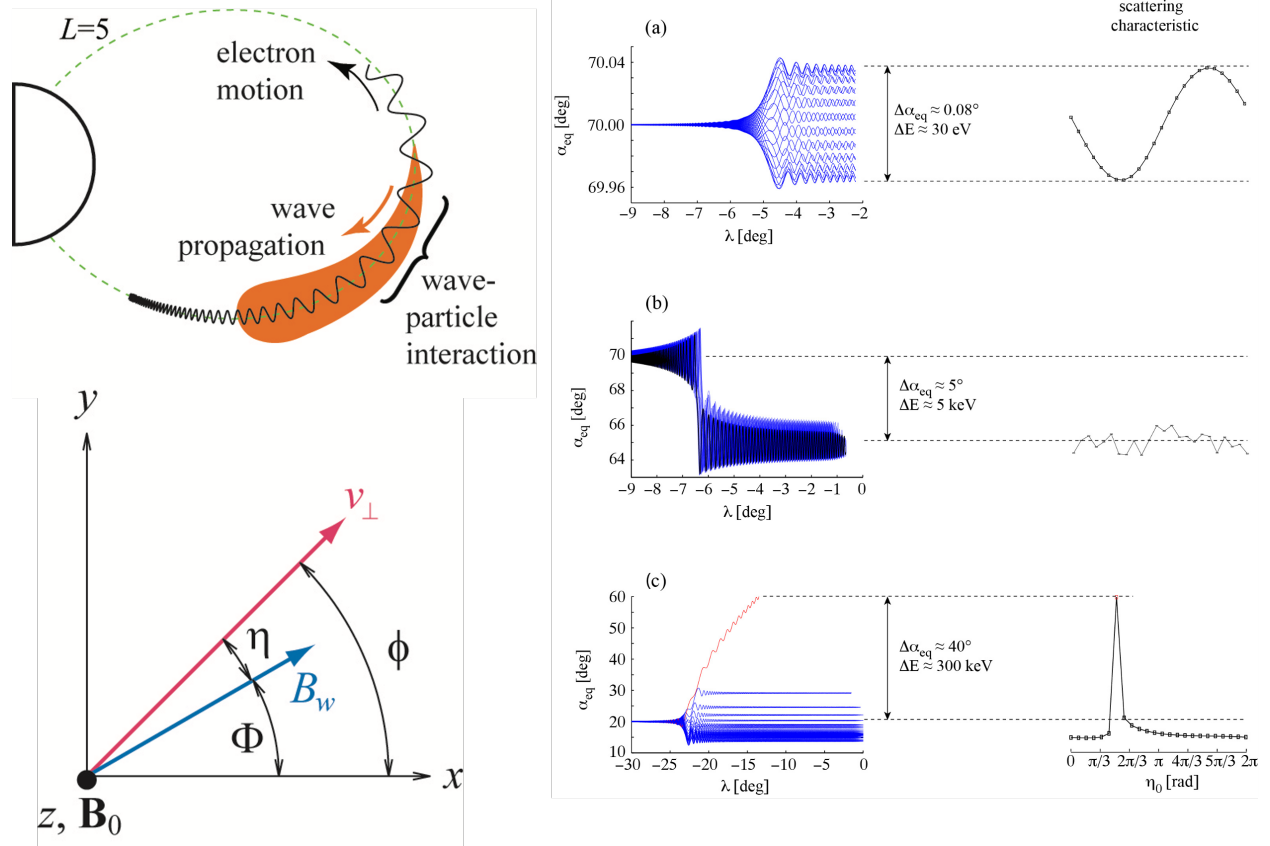 L=5
electron
motion
wave
propagation
wave-
particle
interaction
y
v⊥
η
ϕ
B_w
Φ
x
z, B₀
scattering
characteristic
(a)
70.04
70.00
69.96
α_eq [deg]
−9 −8 −7 −6 −5 −4 −3 −2
λ [deg]
Δα_eq ≈ 0.08°
ΔE ≈ 30 eV
(b)
70
68
66
64
α_eq [deg]
−9 −8 −7 −6 −5 −4 −3 −2 −1 0
λ [deg]
Δα_eq ≈ 5°
ΔE ≈ 5 keV
(c)
60
50
40
30
20
10
α_eq [deg]
−30 −25 −20 −15 −10 −5 0
λ [deg]
Δα_eq ≈ 40°
ΔE ≈ 300 keV
0 π/3 2π/3 π 4π/3 5π/3 2π
η₀ [rad]